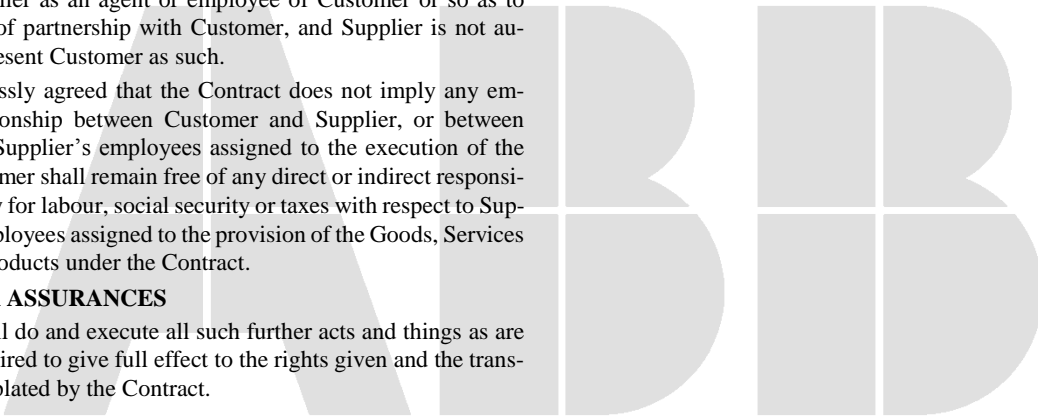 lier as an agent or employee of Customer or so as to
of partnership with Customer, and Supplier is not au-
esent Customer as such.
ssly agreed that the Contract does not imply any em-
onship between Customer and Supplier, or between
Supplier's employees assigned to the execution of the
mer shall remain free of any direct or indirect responsi-
y for labour, social security or taxes with respect to Sup-
ployees assigned to the provision of the Goods, Services
oducts under the Contract.
ASSURANCES
ll do and execute all such further acts and things as are
ired to give full effect to the rights given and the trans-
plated by the Contract.
ABB